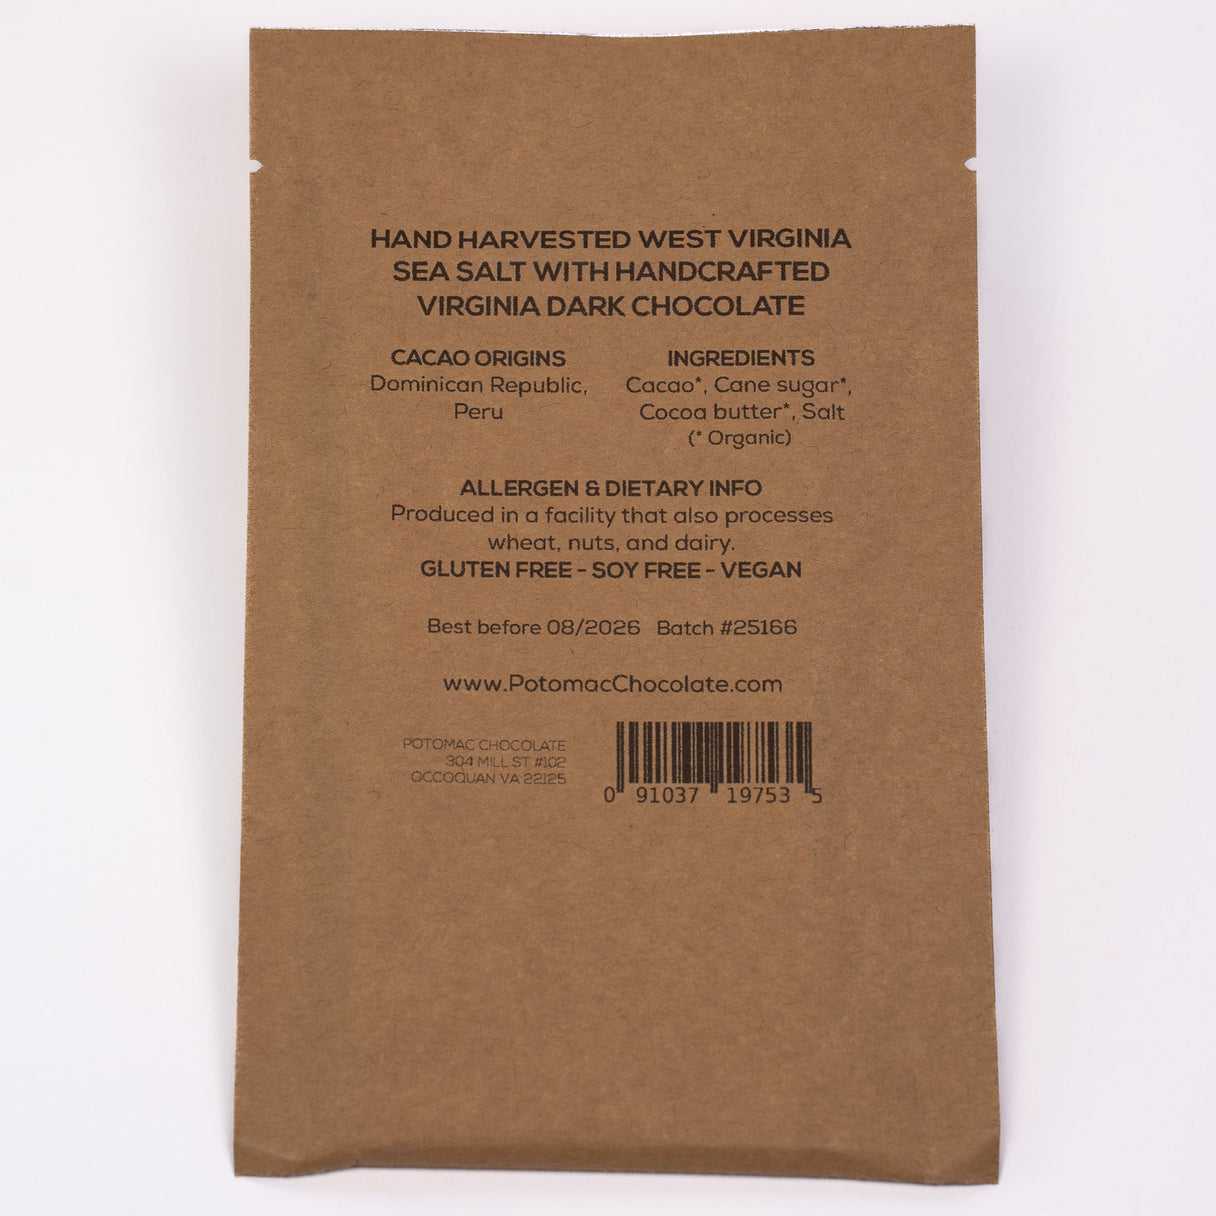 HAND HARVESTED WEST VIRGINIA
SEA SALT WITH HANDCRAFTED
VIRGINIA DARK CHOCOLATE
CACAO ORIGINS
Dominican Republic,
Peru
INGREDIENTS
Cacao*, Cane sugar*,
Cocoa butter*, Salt
(* Organic)
ALLERGEN & DIETARY INFO
Produced in a facility that also processes
wheat, nuts, and dairy.
GLUTEN FREE - SOY FREE - VEGAN
Best before 08/2026 Batch #25166
www.PotomacChocolate.com
POTOMAC CHOCOLATE
304 MILL ST #102
OCCOQUAN VA 22125
0 91037 19753 5